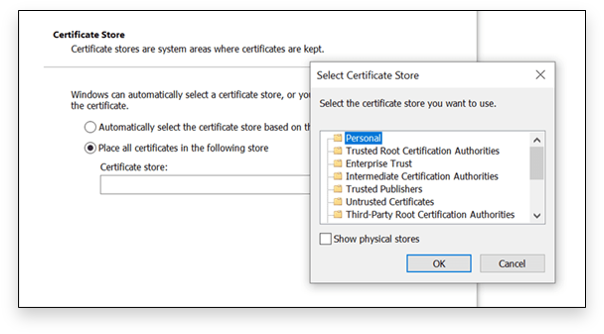 Certificate Store
Certificate stores are system areas where certificates are kept.
Windows can automatically select a certificate store, or you
the certificate.
Automatically select the certificate store based on th
Place all certificates in the following store
Certificate store:
Select Certificate Store
Select the certificate store you want to use.
Personal
Trusted Root Certification Authorities
Enterprise Trust
Intermediate Certification Authorities
Trusted Publishers
Untrusted Certificates
Third-Party Root Certification Authorities
Show physical stores
OK Cancel